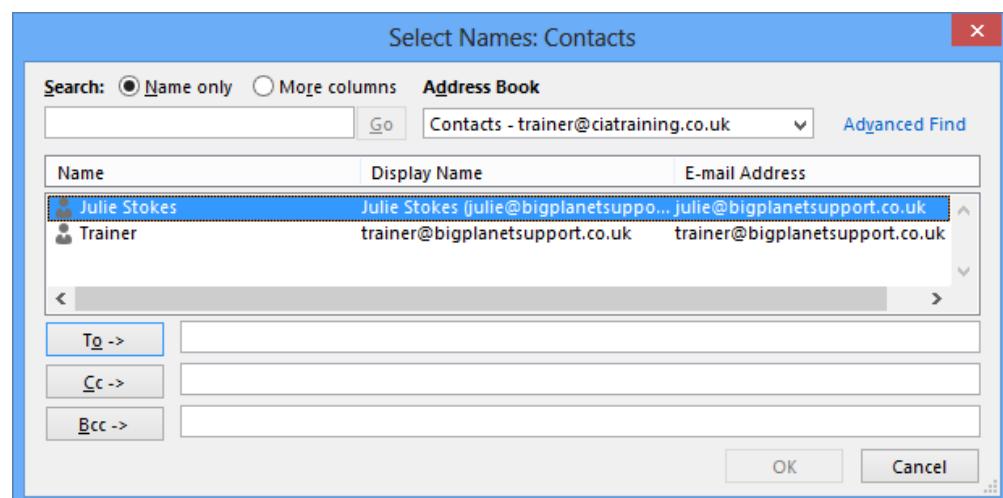 Select Names: Contacts
Search: Name only More columns Address Book
Go Contacts - trainer@ciatraining.co.uk Advanced Find
Name Display Name E-mail Address
Julie Stokes Julie Stokes (julie@bigplanetsuppo... julie@bigplanetsupport.co.uk
Trainer trainer@bigplanetsupport.co.uk trainer@bigplanetsupport.co.uk
To ->
Cc ->
Bcc ->
OK Cancel